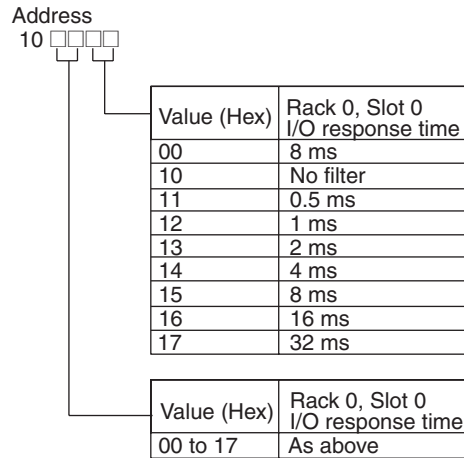 Address
10 □□□□
Value (Hex) Rack 0, Slot 0
I/O response time
00 8 ms
10 No filter
11 0.5 ms
12 1 ms
13 2 ms
14 4 ms
15 8 ms
16 16 ms
17 32 ms
Value (Hex) Rack 0, Slot 0
I/O response time
00 to 17 As above